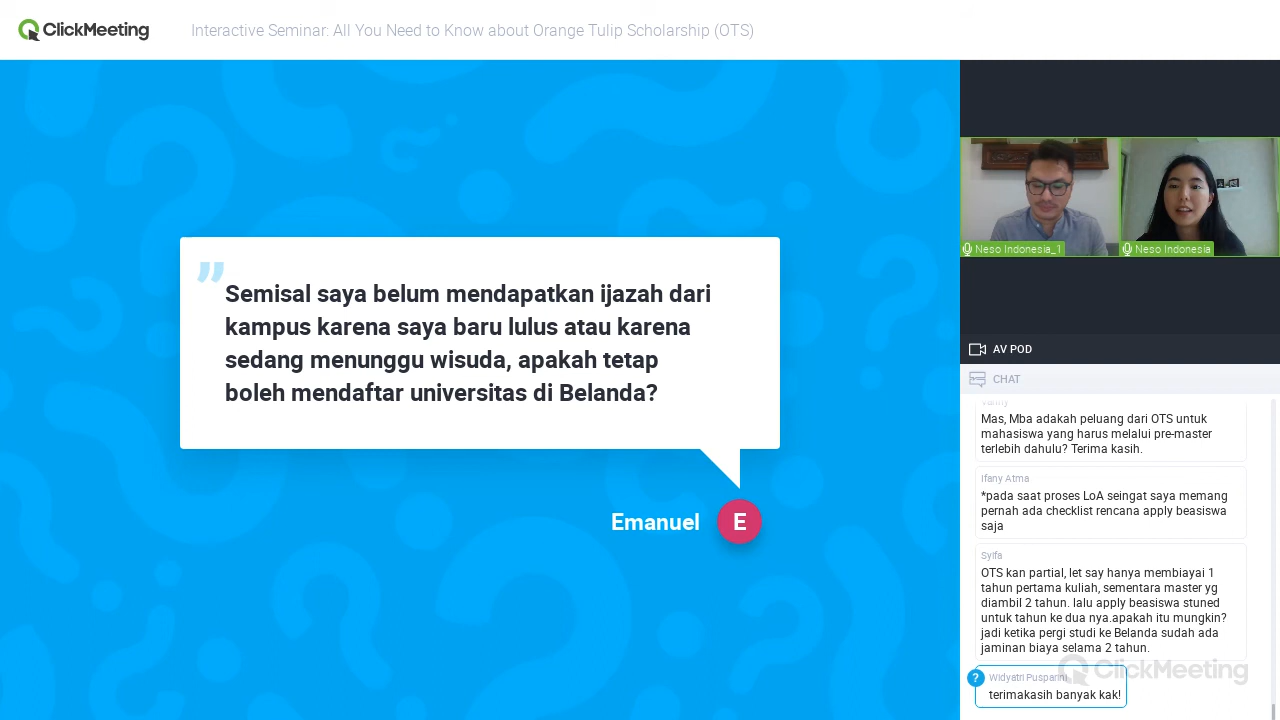 ClickMeeting
Interactive Seminar: All You Need to Know about Orange Tulip Scholarship (OTS)
Semisal saya belum mendapatkan ijazah dari
kampus karena saya baru lulus atau karena
sedang menunggu wisuda, apakah tetap
boleh mendaftar universitas di Belanda?
Emanuel
E
Neso Indonesia_1
Neso Indonesia
AV POD
CHAT
Mas, Mba adakah peluang dari OTS untuk
mahasiswa yang harus melalui pre-master
terlebih dahulu? Terima kasih.
Ifany Atma
*pada saat proses LoA seingat saya memang
pernah ada checklist rencana apply beasiswa
saja
Syifa
OTS kan partial, let say hanya membiayai 1
tahun pertama kuliah, sementara master yg
diambil 2 tahun. lalu apply beasiswa stuned
untuk tahun ke dua nya.apakah itu mungkin?
jadi ketika pergi studi ke Belanda sudah ada
jaminan biaya selama 2 tahun.
ClickMeeting
?
Widyatri Pusparini
terimakasih banyak kak!